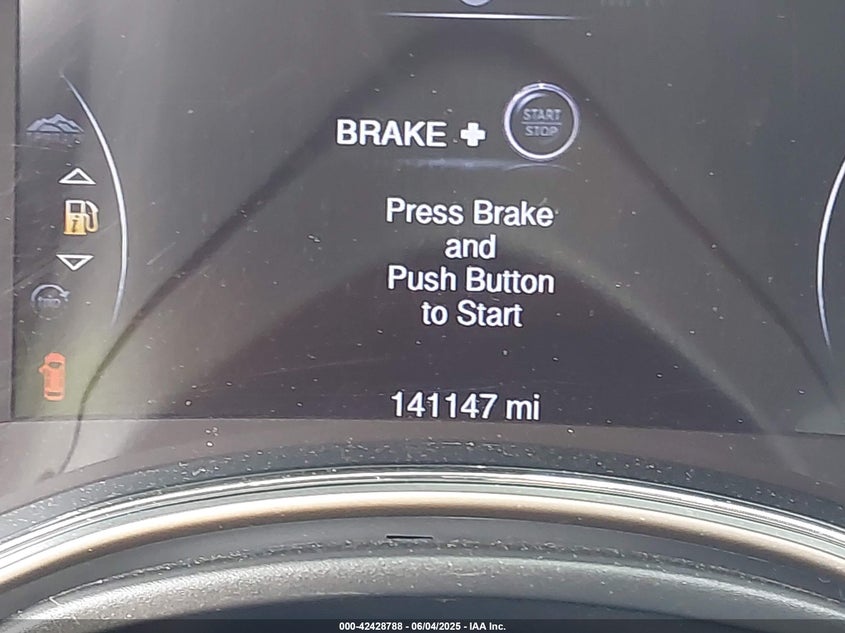 BRAKE + START
STOP
Press Brake
and
Push Button
to Start
141147 mi
000-42428788 - 06/04/2025 - IAA Inc.